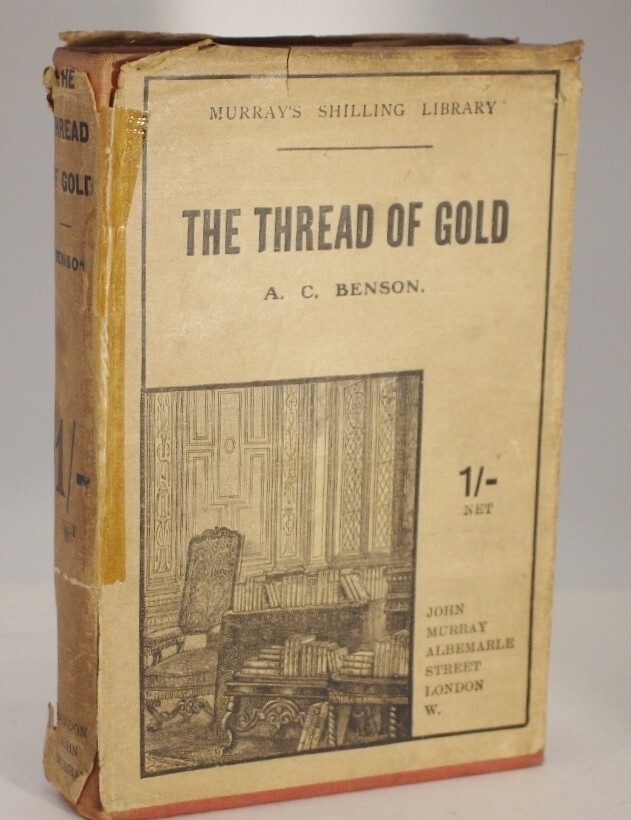 THE
THREAD
OF GOLD
BENSON
1/-
MURRAY'S SHILLING LIBRARY
THE THREAD OF GOLD
A. C. BENSON.
1/-
NET
JOHN
MURRAY
ALBEMARLE
STREET
LONDON
W.